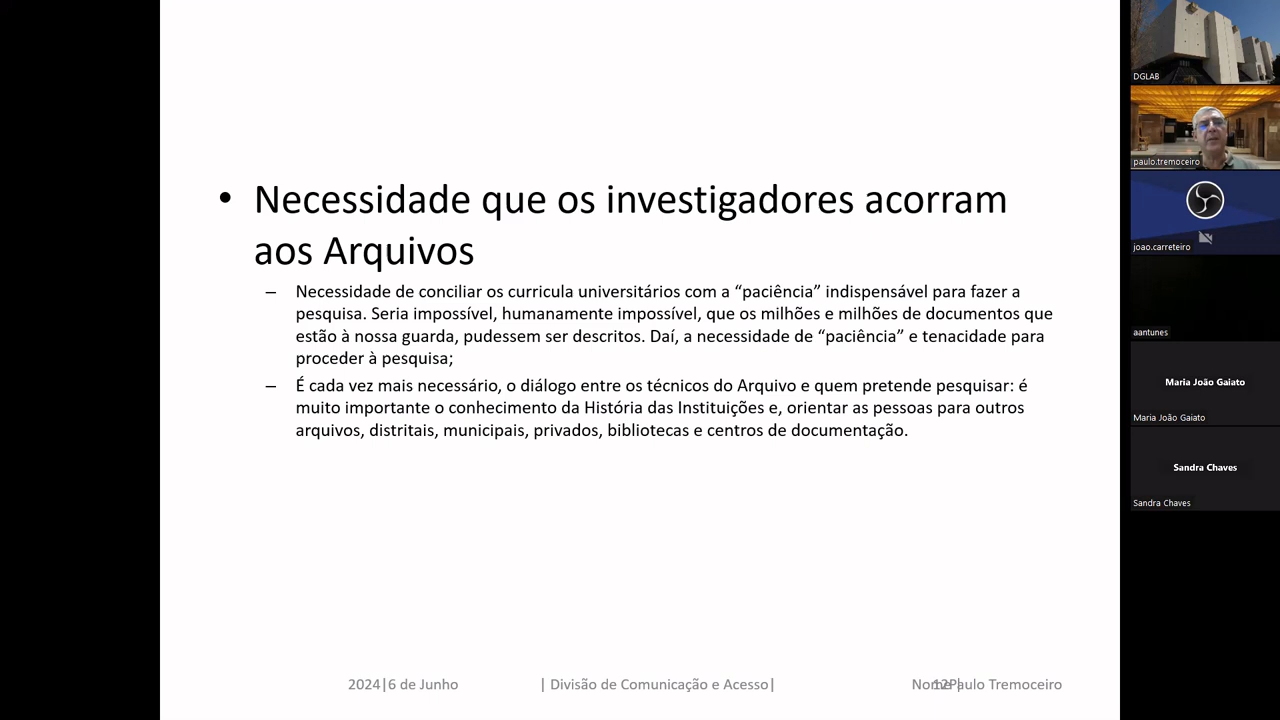 • Necessidade que os investigadores acorram
aos Arquivos
– Necessidade de conciliar os curricula universitários com a “paciência” indispensável para fazer a
pesquisa. Seria impossível, humanamente impossível, que os milhões e milhões de documentos que
estão à nossa guarda, pudessem ser descritos. Daí, a necessidade de “paciência” e tenacidade para
proceder à pesquisa;
– É cada vez mais necessário, o diálogo entre os técnicos do Arquivo e quem pretende pesquisar: é
muito importante o conhecimento da História das Instituições e, orientar as pessoas para outros
arquivos, distritais, municipais, privados, bibliotecas e centros de documentação.
2024|6 de Junho
| Divisão de Comunicação e Acesso|
Nome| Paulo Tremoceiro
12
DGLAB
paulo.tremoceiro
joao.carreteiro
aantunes
Maria João Gaiato
Maria João Gaiato
Sandra Chaves
Sandra Chaves